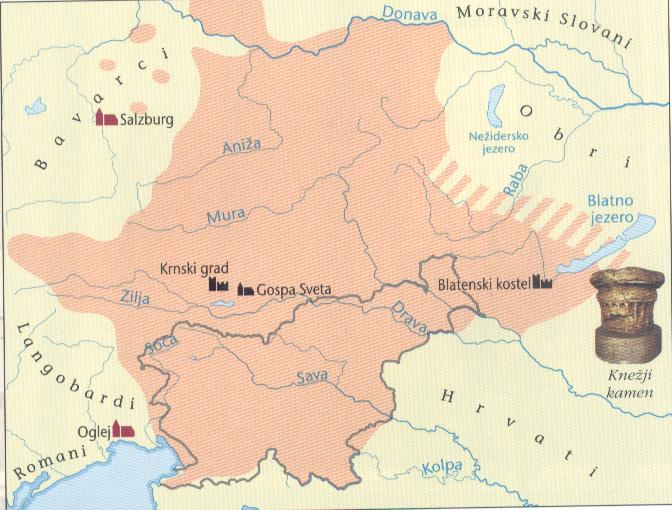 Donava
Moravski Slovani
Bavarci
Salzburg
Obri
Nežidersko
jezero
Aniža
Raba
Mura
Blatno
jezero
Krnski grad
Gospa Sveta
Blatenski kostel
Zilja
Drava
Soča
Langobardi
Sava
Knežji
kamen
Hrvati
Oglej
Romani
Kolpa